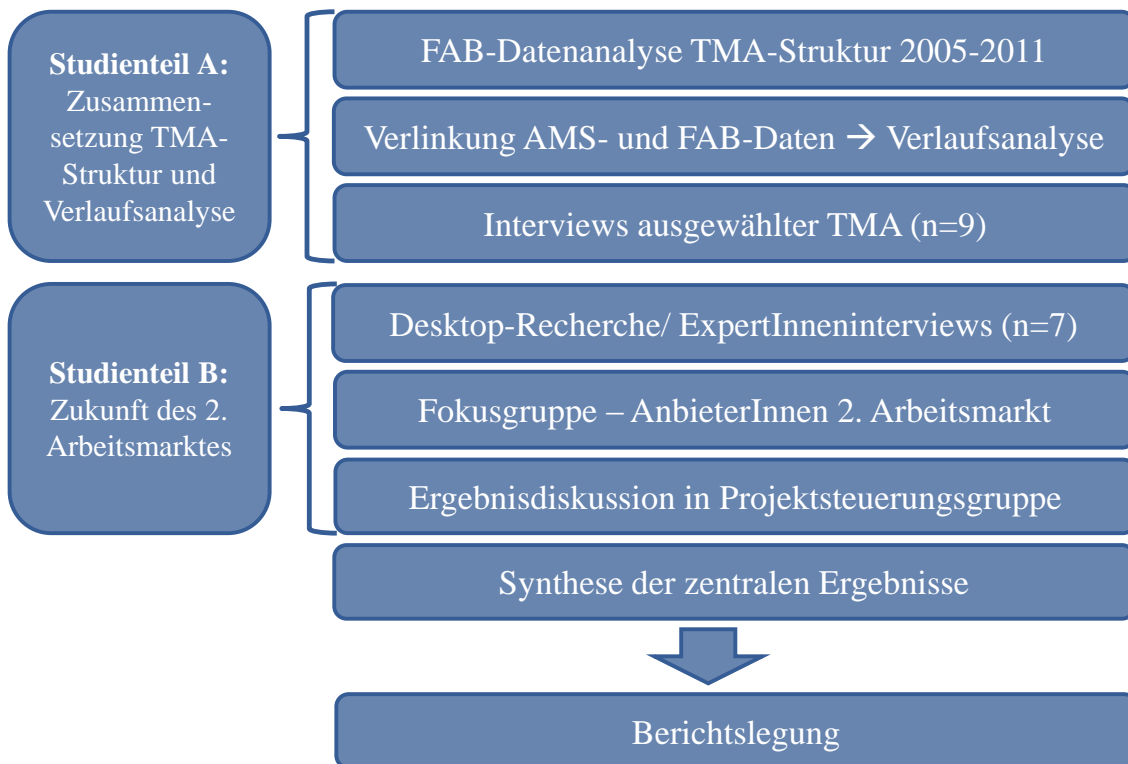 Studienteil A:
Zusammen-
setzung TMA-
Struktur und
Verlaufsanalyse
FAB-Datenanalyse TMA-Struktur 2005-2011
Verlinkung AMS- und FAB-Daten → Verlaufsanalyse
Interviews ausgewählter TMA (n=9)
Studienteil B:
Zukunft des 2.
Arbeitsmarktes
Desktop-Recherche/ ExpertInneninterviews (n=7)
Fokusgruppe – AnbieterInnen 2. Arbeitsmarkt
Ergebnisdiskussion in Projektsteuerungsgruppe
Synthese der zentralen Ergebnisse
Berichtslegung